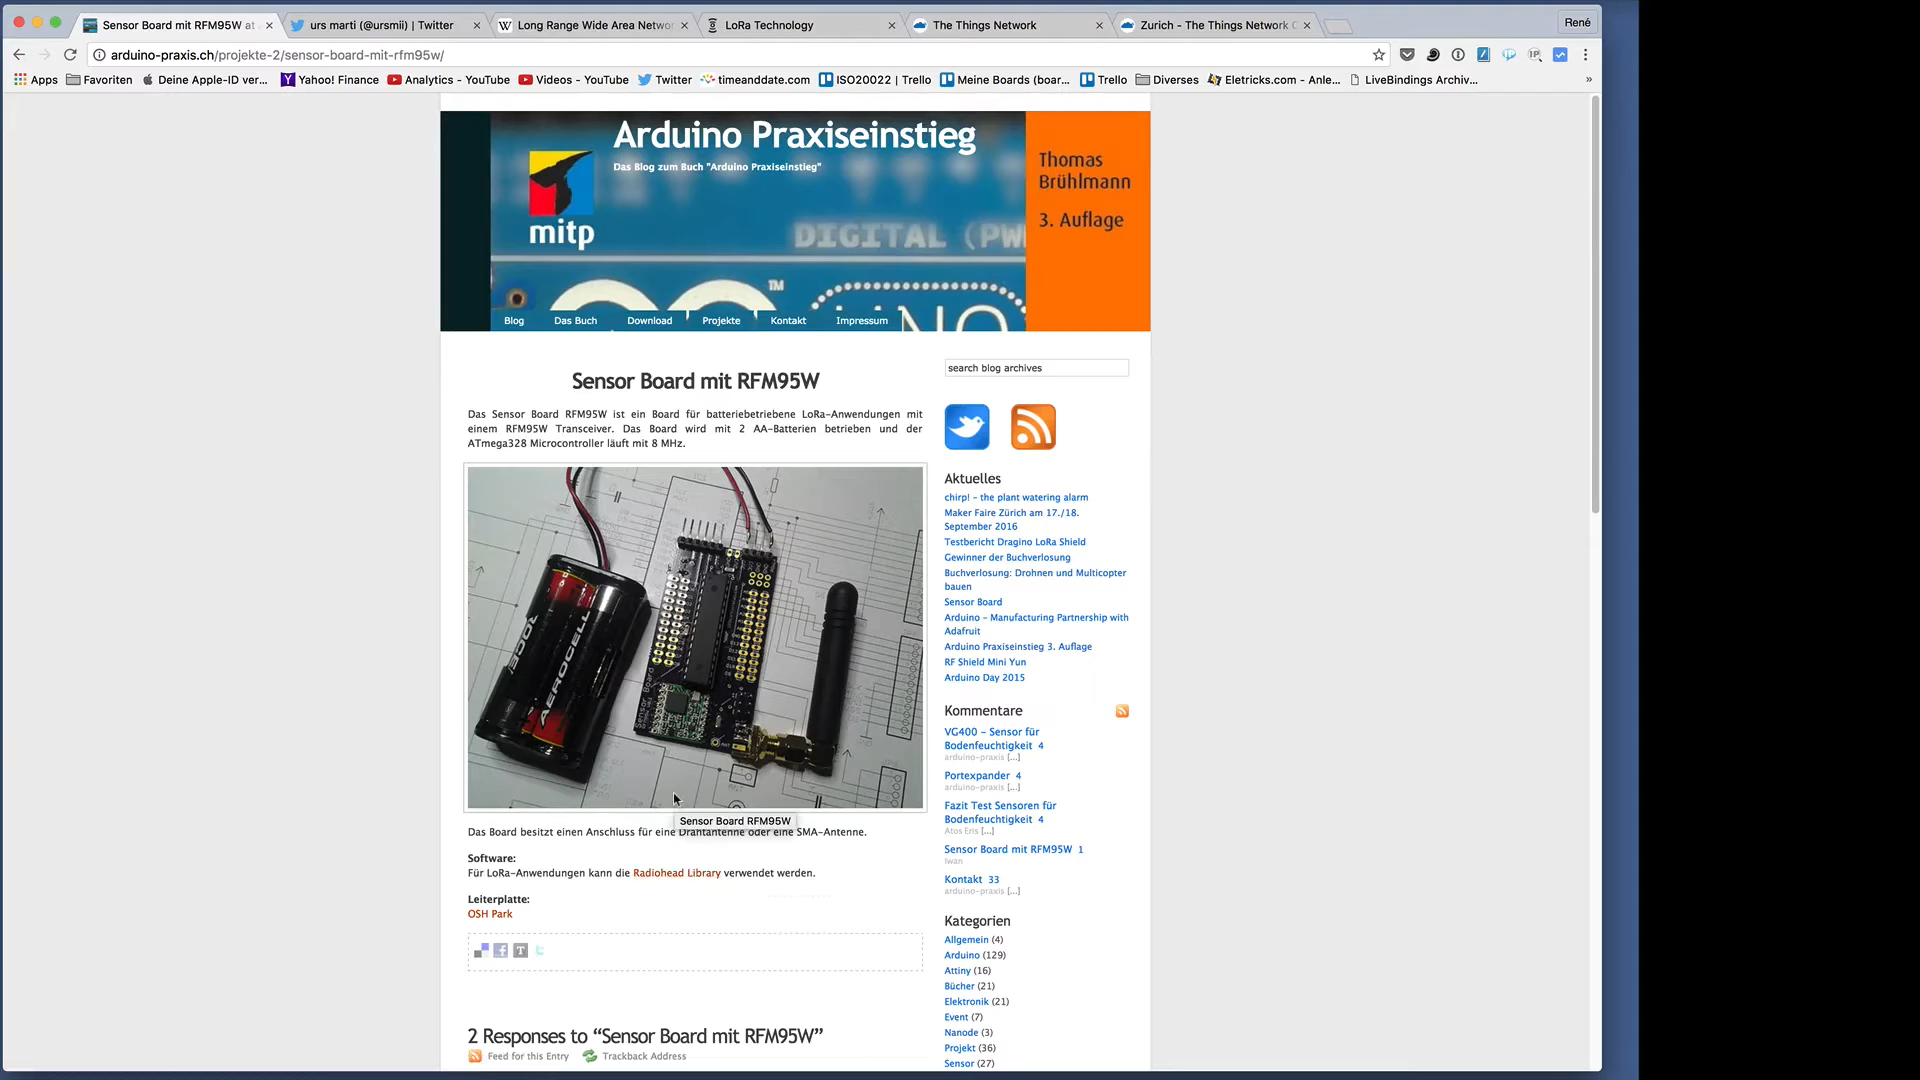 Sensor Board mit RFM95W at
urs marti (@ursmii) | Twitter
Long Range Wide Area Networ
LoRa Technology
The Things Network
Zurich - The Things Network C
René
arduino-praxis.ch/projekte-2/sensor-board-mit-rfm95w/
Apps
Favoriten
Deine Apple-ID ver...
Yahoo! Finance
Analytics - YouTube
Videos - YouTube
Twitter
timeanddate.com
ISO20022 | Trello
Meine Boards (boar...
Trello
Diverses
Eletricks.com - Anle...
LiveBindings Archiv...
»
Arduino Praxiseinstieg
Das Blog zum Buch "Arduino Praxiseinstieg"
mitp
DIGITAL (PW
TM
NO
Thomas
Brühlmann
3. Auflage
Blog
Das Buch
Download
Projekte
Kontakt
Impressum
Sensor Board mit RFM95W
Das Sensor Board RFM95W ist ein Board für batteriebetriebene LoRa-Anwendungen mit
einem RFM95W Transceiver. Das Board wird mit 2 AA-Batterien betrieben und der
ATmega328 Microcontroller läuft mit 8 MHz.
AEROCELL
Sensor Board
Sensor Board RFM95W
Das Board besitzt einen Anschluss für eine Drahtantenne oder eine SMA-Antenne.
Software:
Für LoRa-Anwendungen kann die Radiohead Library verwendet werden.
Leiterplatte:
OSH Park
2 Responses to “Sensor Board mit RFM95W”
Feed for this Entry
Trackback Address
search blog archives
Aktuelles
chirp! – the plant watering alarm
Maker Faire Zürich am 17./18.
September 2016
Testbericht Dragino LoRa Shield
Gewinner der Buchverlosung
Buchverlosung: Drohnen und Multicopter
bauen
Sensor Board
Arduino – Manufacturing Partnership with
Adafruit
Arduino Praxiseinstieg 3. Auflage
RF Shield Mini Yun
Arduino Day 2015
Kommentare
VG400 – Sensor für
Bodenfeuchtigkeit 4
arduino-praxis [...]
Portexpander 4
arduino-praxis [...]
Fazit Test Sensoren für
Bodenfeuchtigkeit 4
Atos Eris [...]
Sensor Board mit RFM95W 1
Iwan
Kontakt 33
arduino-praxis [...]
Kategorien
Allgemein (4)
Arduino (129)
Attiny (16)
Bücher (21)
Elektronik (21)
Event (7)
Nanode (3)
Projekt (36)
Sensor (27)